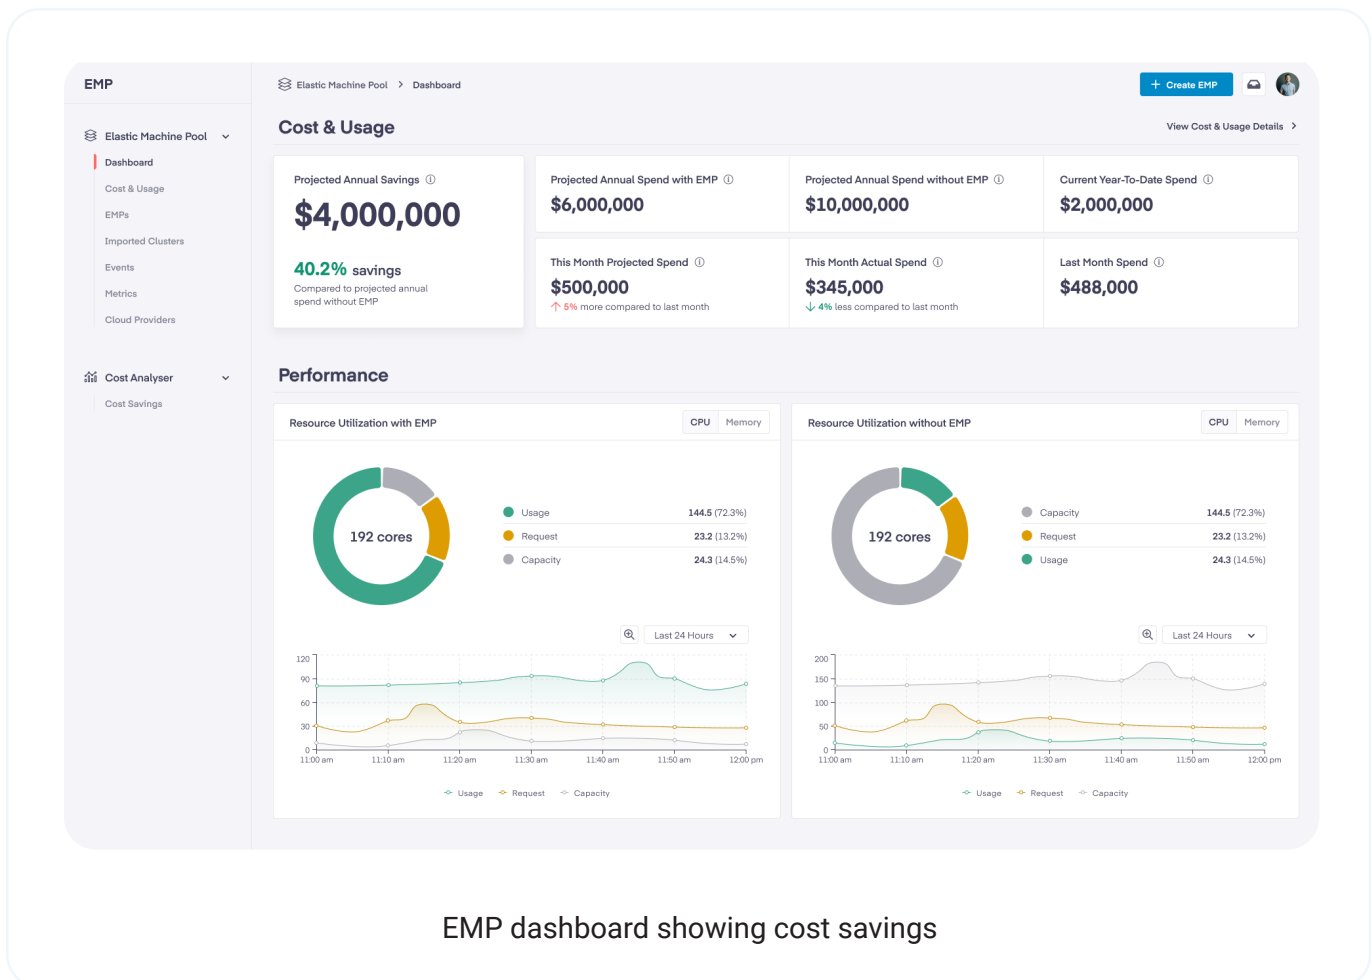 EMP
Elastic Machine Pool
Dashboard
Cost & Usage
EMPs
Imported Clusters
Events
Metrics
Cloud Providers
Cost Analyser
Cost Savings
Elastic Machine Pool > Dashboard
+ Create EMP
Cost & Usage
View Cost & Usage Details >
Projected Annual Savings
$4,000,000
40.2% savings
Compared to projected annual
spend without EMP
Projected Annual Spend with EMP
$6,000,000
Projected Annual Spend without EMP
$10,000,000
Current Year-To-Date Spend
$2,000,000
This Month Projected Spend
$500,000
↑ 5% more compared to last month
This Month Actual Spend
$345,000
↓ 4% less compared to last month
Last Month Spend
$488,000
Performance
Resource Utilization with EMP
CPU Memory
192 cores
Usage 144.5 (72.3%)
Request 23.2 (13.2%)
Capacity 24.3 (14.5%)
Last 24 Hours
120
90
60
30
0
11:00 am 11:10 am 11:20 am 11:30 am 11:40 am 11:50 am 12:00 pm
Usage Request Capacity
Resource Utilization without EMP
CPU Memory
192 cores
Capacity 144.5 (72.3%)
Request 23.2 (13.2%)
Usage 24.3 (14.5%)
Last 24 Hours
200
150
100
50
0
11:00 am 11:10 am 11:20 am 11:30 am 11:40 am 11:50 am 12:00 pm
Usage Request Capacity
EMP dashboard showing cost savings